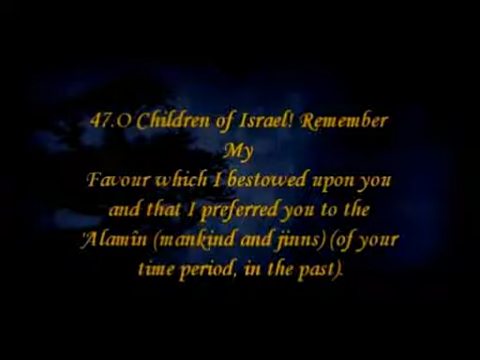 47.O Children of Israel! Remember
My
Favour which I bestowed upon you
and that I preferred you to the
'Alamîn (mankind and jinns) (of your
time period, in the past).